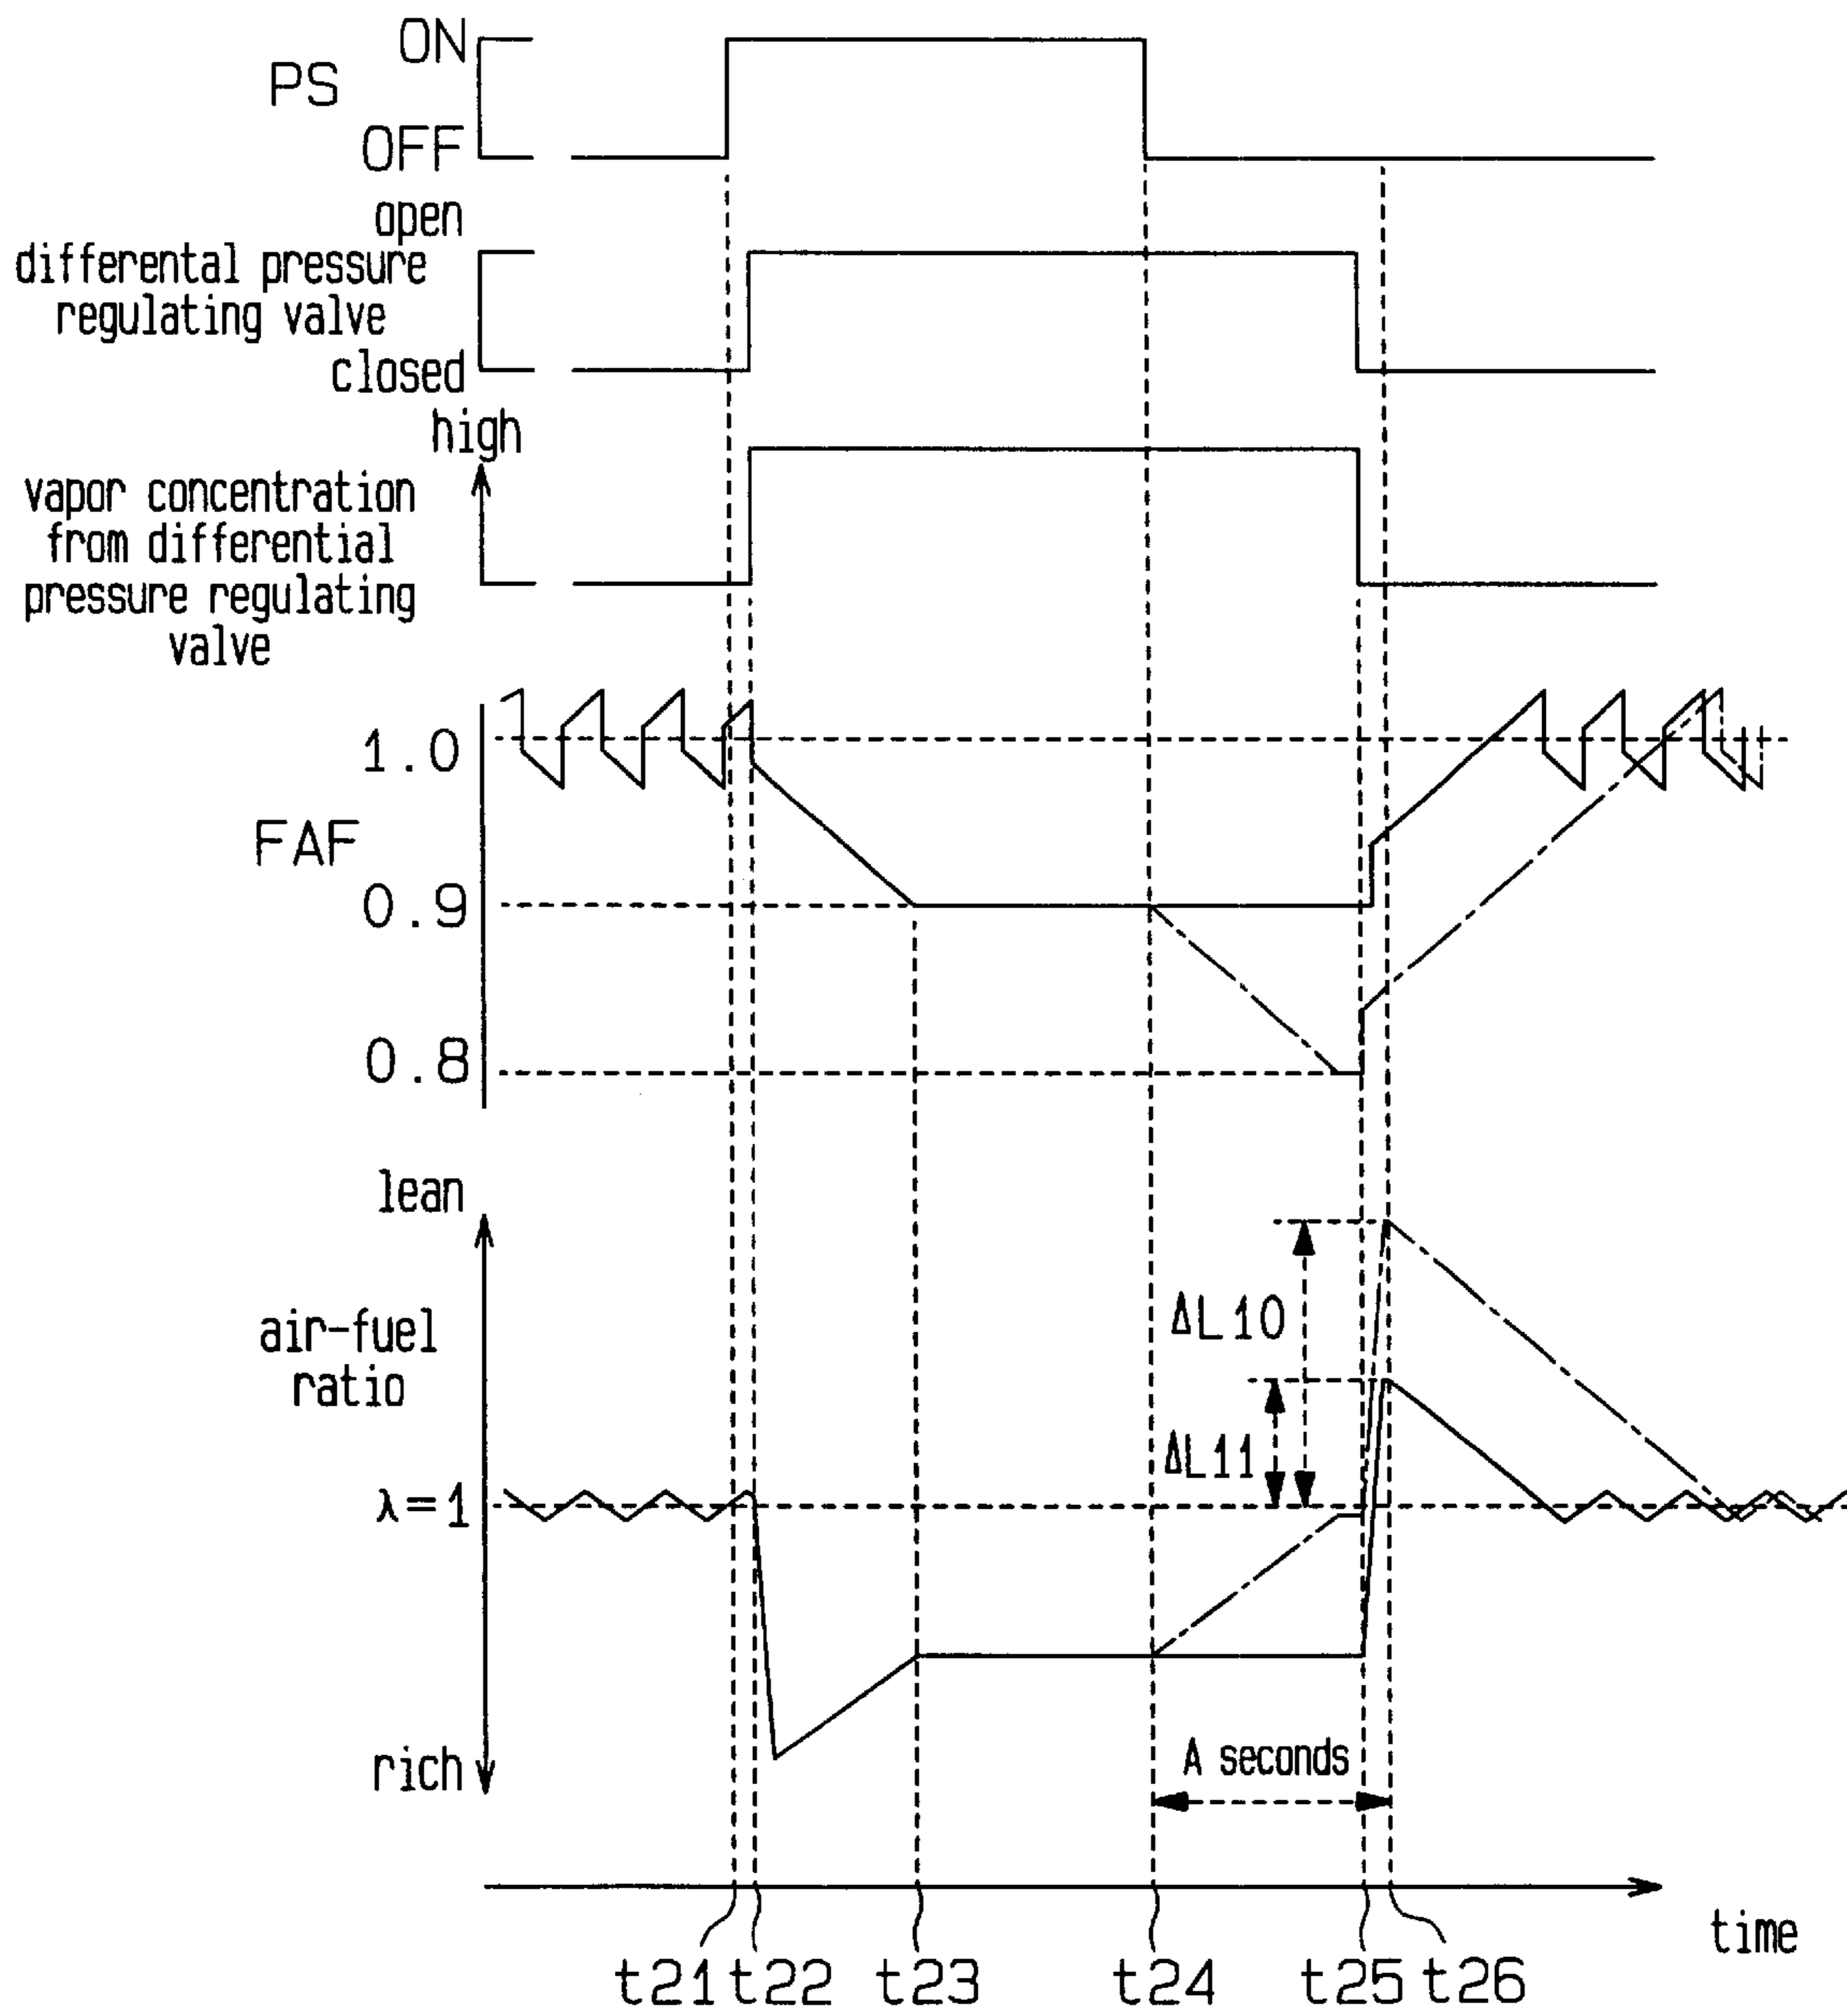 ON
PS
OFF
open
differental pressure
regulating valve
closed
high
vapor concentration
from differential
pressure regulating
valve
1.0
FAF
0.9
0.8
lean
air-fuel
ratio
ΔL10
ΔL11
λ=1
rich
A seconds
time
t21 t22 t23 t24 t25 t26